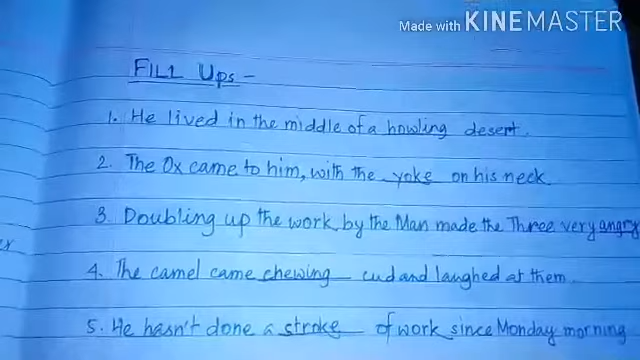 Made with KINEMASTER
FILL Ups -
1. He lived in the middle of a howling desert.
2. The Ox came to him, with the yoke on his neck.
3. Doubling up the work, by the Man made the Three very angry
4. The camel came chewing cud and laughed at them.
5. He hasn't done a stroke of work since Monday morning